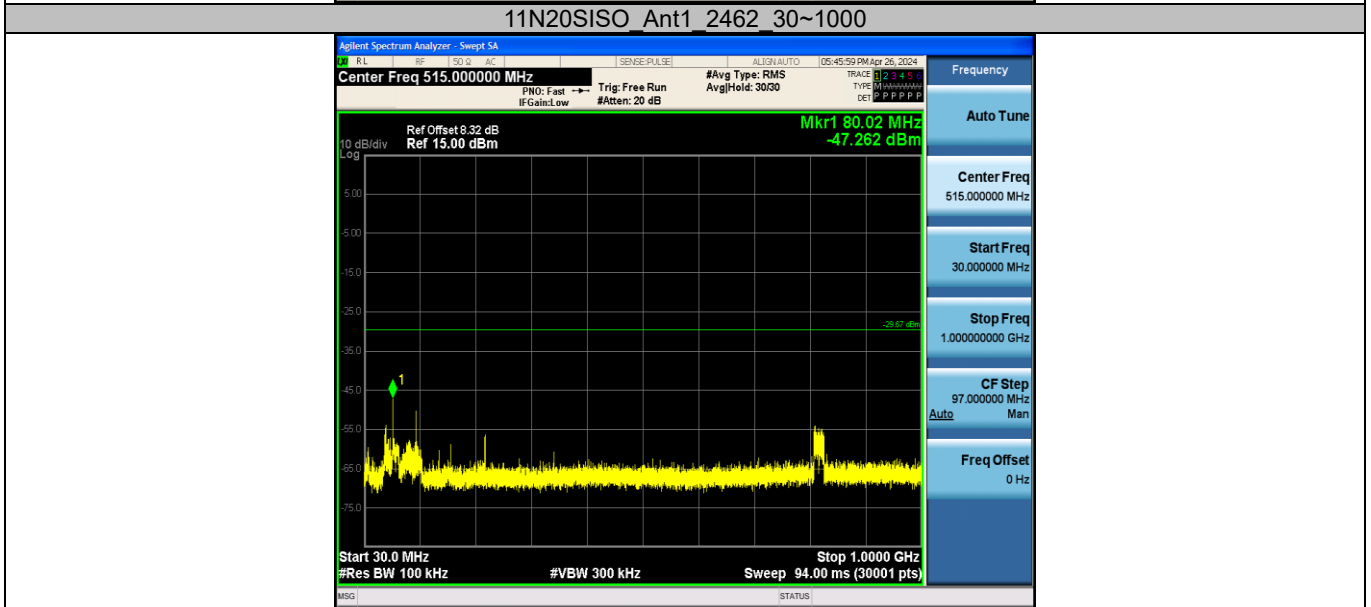 11N20SISO_Ant1_2462_30~1000
Agilent Spectrum Analyzer - Swept SA
LXI RL RF 50 Ω AC SENSE:PULSE ALIGN AUTO 05:45:59 PM Apr 26, 2024
Center Freq 515.000000 MHz
PNO: Fast
IFGain:Low
Trig: Free Run
#Atten: 20 dB
#Avg Type: RMS
Avg|Hold: 30/30
TRACE 1 2 3 4 5 6
TYPE M WWWWW
DET P P P P P P
Frequency
Auto Tune
Center Freq
515.000000 MHz
Start Freq
30.000000 MHz
Stop Freq
1.000000000 GHz
CF Step
97.000000 MHz
Auto Man
Freq Offset
0 Hz
Mkr1 80.02 MHz
-47.262 dBm
Ref Offset 8.32 dB
10 dB/div Ref 15.00 dBm
Log
5.00
-5.00
-15.0
-25.0
-29.67 dBm
-35.0
1
-45.0
-55.0
-65.0
-75.0
Start 30.0 MHz Stop 1.0000 GHz
#Res BW 100 kHz #VBW 300 kHz Sweep 94.00 ms (30001 pts)
MSG STATUS